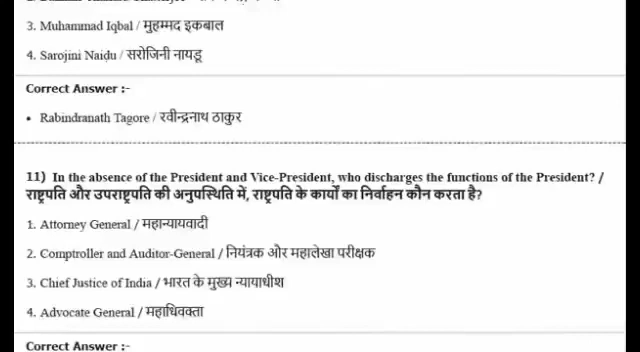 3. Muhammad Iqbal / मुहम्मद इकबाल
4. Sarojini Naidu / सरोजिनी नायडू
Correct Answer :-
• Rabindranath Tagore / रवीन्द्रनाथ ठाकुर
11) In the absence of the President and Vice-President, who discharges the functions of the President? /
राष्ट्रपति और उपराष्ट्रपति की अनुपस्थिति में, राष्ट्रपति के कार्यों का निर्वाहन कौन करता है?
1. Attorney General / महान्यायवादी
2. Comptroller and Auditor-General / नियंत्रक और महालेखा परीक्षक
3. Chief Justice of India / भारत के मुख्य न्यायाधीश
4. Advocate General / महाधिवक्ता
Correct Answer :-